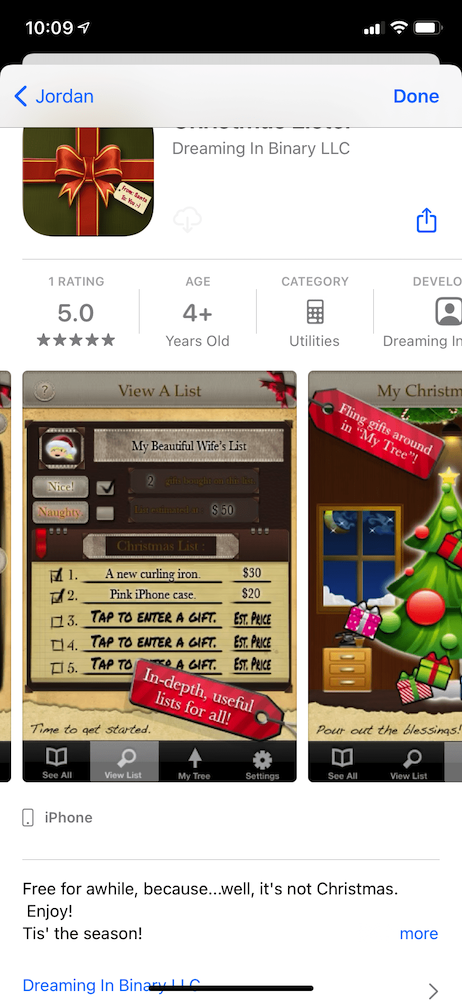 10:09
Jordan
Done
Dreaming In Binary LLC
From: Santa
To: You :-)
1 RATING
5.0
AGE
4+
Years Old
CATEGORY
Utilities
DEVELO
Dreaming In
?
View A List
My Beautiful Wife's List
Nice!
2
Naughty
$50
Christmas List :
1. A new curling iron. $30
2. Pink iPhone case. $20
3. TAP TO ENTER A GIFT. EST. PRICE
4. TAP TO ENTER A GIFT. EST. PRICE
5. TAP TO ENTER A GIFT. EST. PRICE
In-depth, useful
lists for all!
Time to get started.
See All
View List
My Tree
Settings
My Christm
Fling gifts around
in "My Tree"!
Pour out the blessings!
See All
View List
iPhone
Free for awhile, because...well, it's not Christmas.
Enjoy!
Tis' the season!
more
Dreaming In Binary LLC